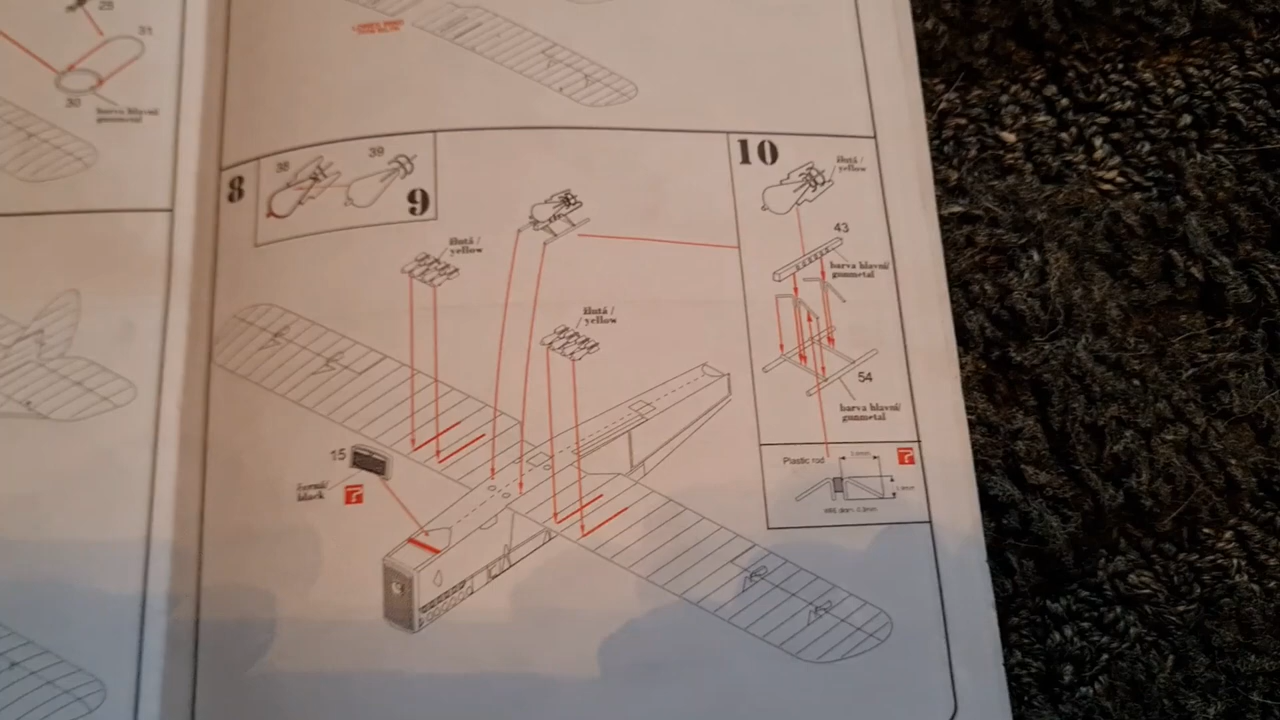 31
30
barva hlavní/
gunmetal
8
38
39
9
žlutá /
yellow
žlutá /
yellow
15
černá/
black
?
10
žlutá /
yellow
43
barva hlavní/
gunmetal
54
barva hlavní/
gunmetal
Plastic rod
?